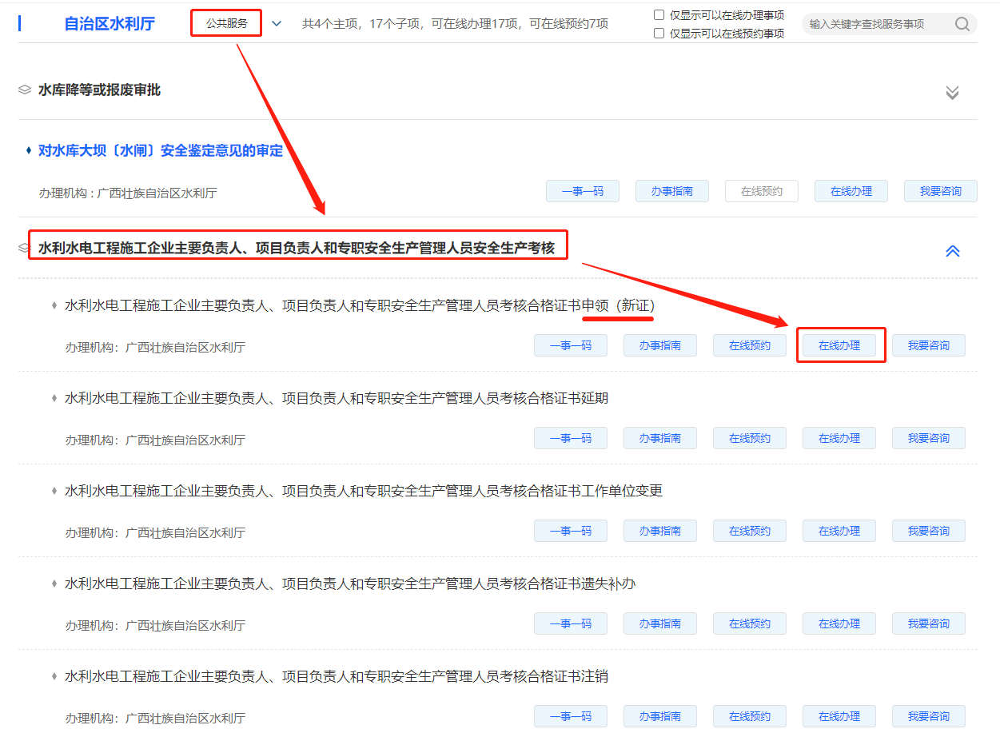 自治区水利厅
公共服务
共4个主项，17个子项，可在线办理17项，可在线预约7项
仅显示可以在线办理事项
仅显示可以在线预约事项
输入关键字查找服务事项
水库降等或报废审批
对水库大坝〔水闸〕安全鉴定意见的审定
办理机构 : 广西壮族自治区水利厅
一事一码 办事指南 在线预约 在线办理 我要咨询
水利水电工程施工企业主要负责人、项目负责人和专职安全生产管理人员安全生产考核
水利水电工程施工企业主要负责人、项目负责人和专职安全生产管理人员考核合格证书申领（新证）
办理机构：广西壮族自治区水利厅
一事一码 办事指南 在线预约 在线办理 我要咨询
水利水电工程施工企业主要负责人、项目负责人和专职安全生产管理人员考核合格证书延期
办理机构：广西壮族自治区水利厅
一事一码 办事指南 在线预约 在线办理 我要咨询
水利水电工程施工企业主要负责人、项目负责人和专职安全生产管理人员考核合格证书工作单位变更
办理机构：广西壮族自治区水利厅
一事一码 办事指南 在线预约 在线办理 我要咨询
水利水电工程施工企业主要负责人、项目负责人和专职安全生产管理人员考核合格证书遗失补办
办理机构：广西壮族自治区水利厅
一事一码 办事指南 在线预约 在线办理 我要咨询
水利水电工程施工企业主要负责人、项目负责人和专职安全生产管理人员考核合格证书注销
办理机构：广西壮族自治区水利厅
一事一码 办事指南 在线预约 在线办理 我要咨询